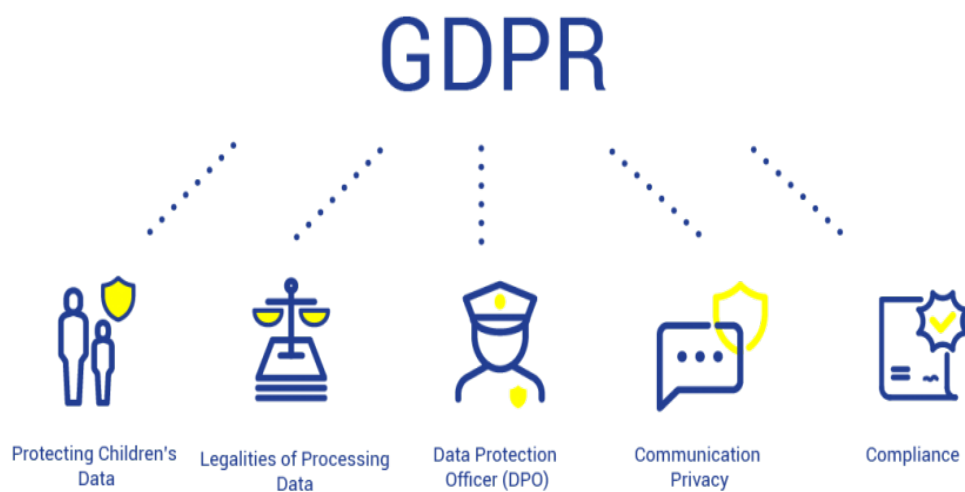 GDPR
Protecting Children's
Data
Legalities of Processing
Data
Data Protection
Officer (DPO)
Communication
Privacy
Compliance